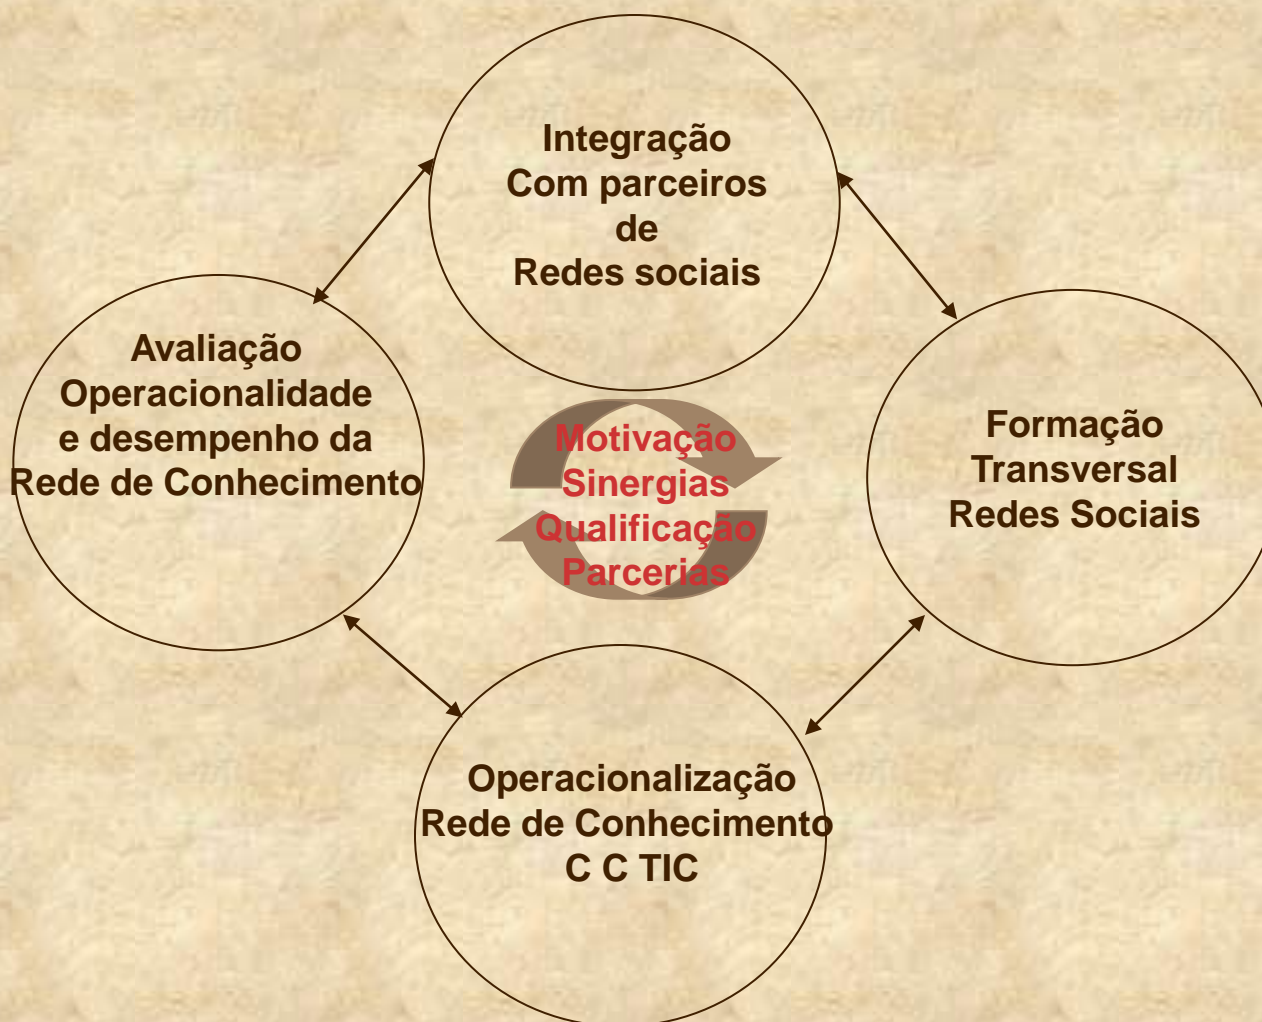 Integração
Com parceiros
de
Redes sociais
Avaliação
Operacionalidade
e desempenho da
Rede de Conhecimento
Motivação
Sinergias
Qualificação
Parcerias
Formação
Transversal
Redes Sociais
Operacionalização
Rede de Conhecimento
C C TIC